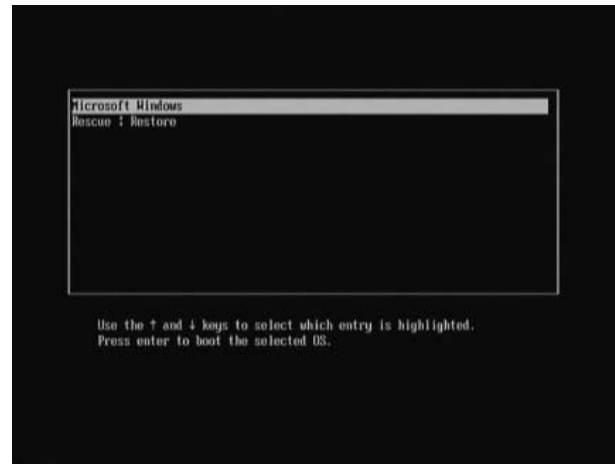 Microsoft Windows
Rescue : Restore
Use the ↑ and ↓ keys to select which entry is highlighted.
Press enter to boot the selected OS.